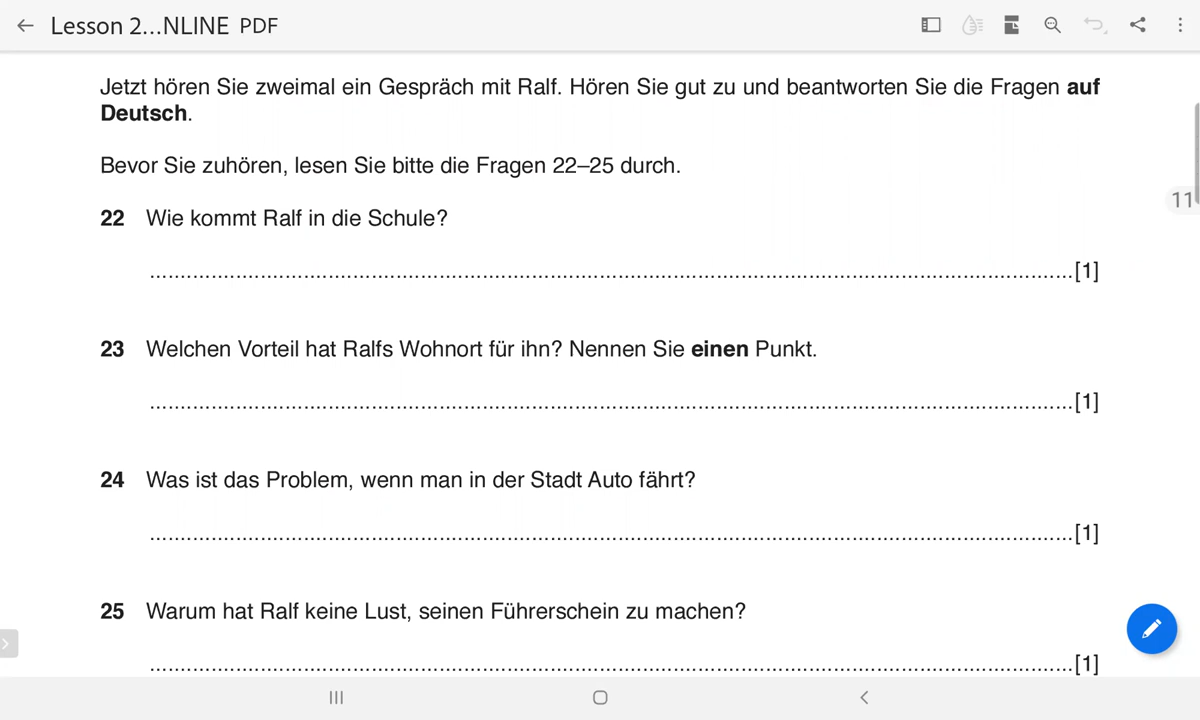 Lesson 2...NLINE PDF
Jetzt hören Sie zweimal ein Gespräch mit Ralf. Hören Sie gut zu und beantworten Sie die Fragen auf
Deutsch.
Bevor Sie zuhören, lesen Sie bitte die Fragen 22–25 durch.
11
22 Wie kommt Ralf in die Schule?
[1]
23 Welchen Vorteil hat Ralfs Wohnort für ihn? Nennen Sie einen Punkt.
[1]
24 Was ist das Problem, wenn man in der Stadt Auto fährt?
[1]
25 Warum hat Ralf keine Lust, seinen Führerschein zu machen?
[1]